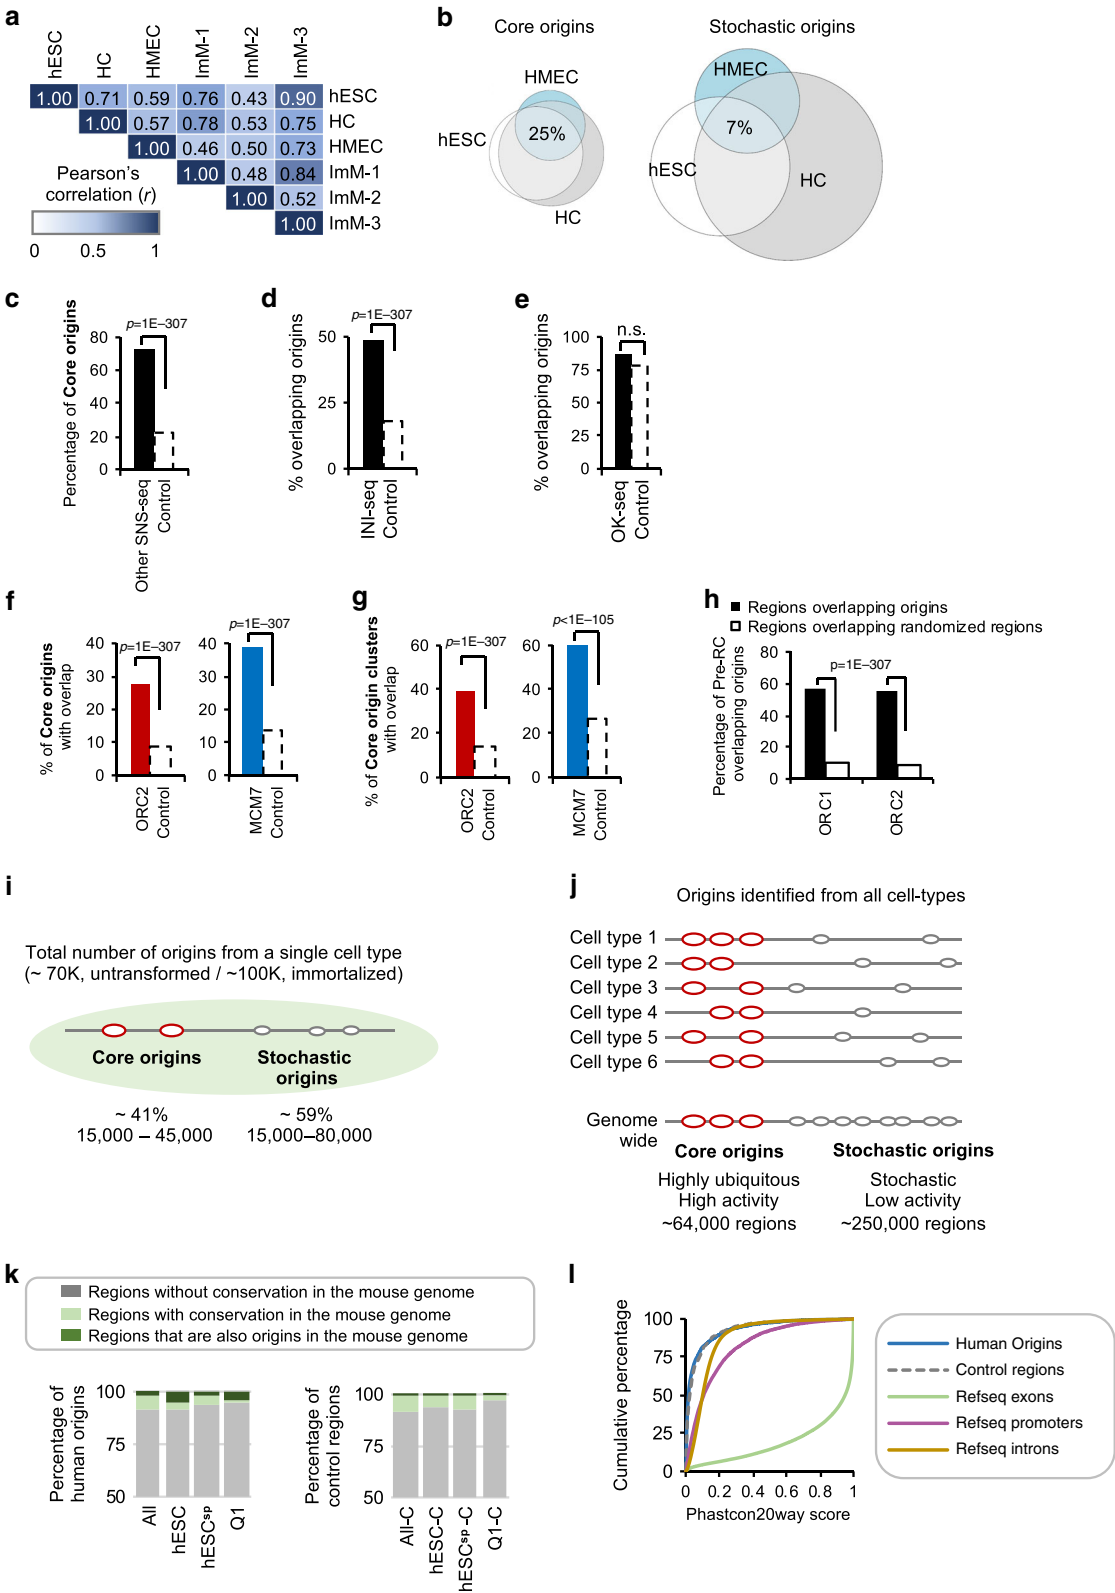 a
hESC
HC
HMEC
ImM-1
ImM-2
ImM-3
1.00 0.71 0.59 0.76 0.43 0.90 hESC
1.00 0.57 0.78 0.53 0.75 HC
1.00 0.46 0.50 0.73 HMEC
1.00 0.48 0.84 ImM-1
1.00 0.52 ImM-2
1.00 ImM-3
Pearson's
correlation (r)
0 0.5 1
b
Core origins
HMEC
hESC
25%
HC
Stochastic origins
HMEC
7%
hESC
HC
c
Percentage of Core origins
p=1E–307
80
60
40
20
0
Other SNS-seq
Control
d
% overlapping origins
p=1E–307
50
25
0
INI-seq
Control
e
% overlapping origins
n.s.
100
75
50
25
0
OK-seq
Control
f
% of Core origins
with overlap
p=1E–307
40
30
20
10
0
ORC2
Control
p=1E–307
40
30
20
10
0
MCM7
Control
g
% of Core origin clusters
with overlap
p=1E–307
60
40
20
0
ORC2
Control
p<1E–105
60
40
20
0
MCM7
Control
h
Regions overlapping origins
Regions overlapping randomized regions
Percentage of Pre-RC
overlapping origins
p=1E–307
80
60
40
20
0
ORC1
ORC2
i
Total number of origins from a single cell type
(~ 70K, untransformed / ~100K, immortalized)
Core origins
Stochastic
origins
~ 41%
15,000 – 45,000
~ 59%
15,000–80,000
j
Origins identified from all cell-types
Cell type 1
Cell type 2
Cell type 3
Cell type 4
Cell type 5
Cell type 6
Genome
wide
Core origins
Highly ubiquitous
High activity
~64,000 regions
Stochastic origins
Stochastic
Low activity
~250,000 regions
k
Regions without conservation in the mouse genome
Regions with conservation in the mouse genome
Regions that are also origins in the mouse genome
Percentage of
human origins
100
75
50
All
hESC
hESCsp
Q1
Percentage of
control regions
100
75
50
All-C
hESC-C
hESCsp-C
Q1-C
l
Cumulative percentage
100
75
50
25
0
0 0.2 0.4 0.6 0.8 1
Phastcon20way score
Human Origins
Control regions
Refseq exons
Refseq promoters
Refseq introns